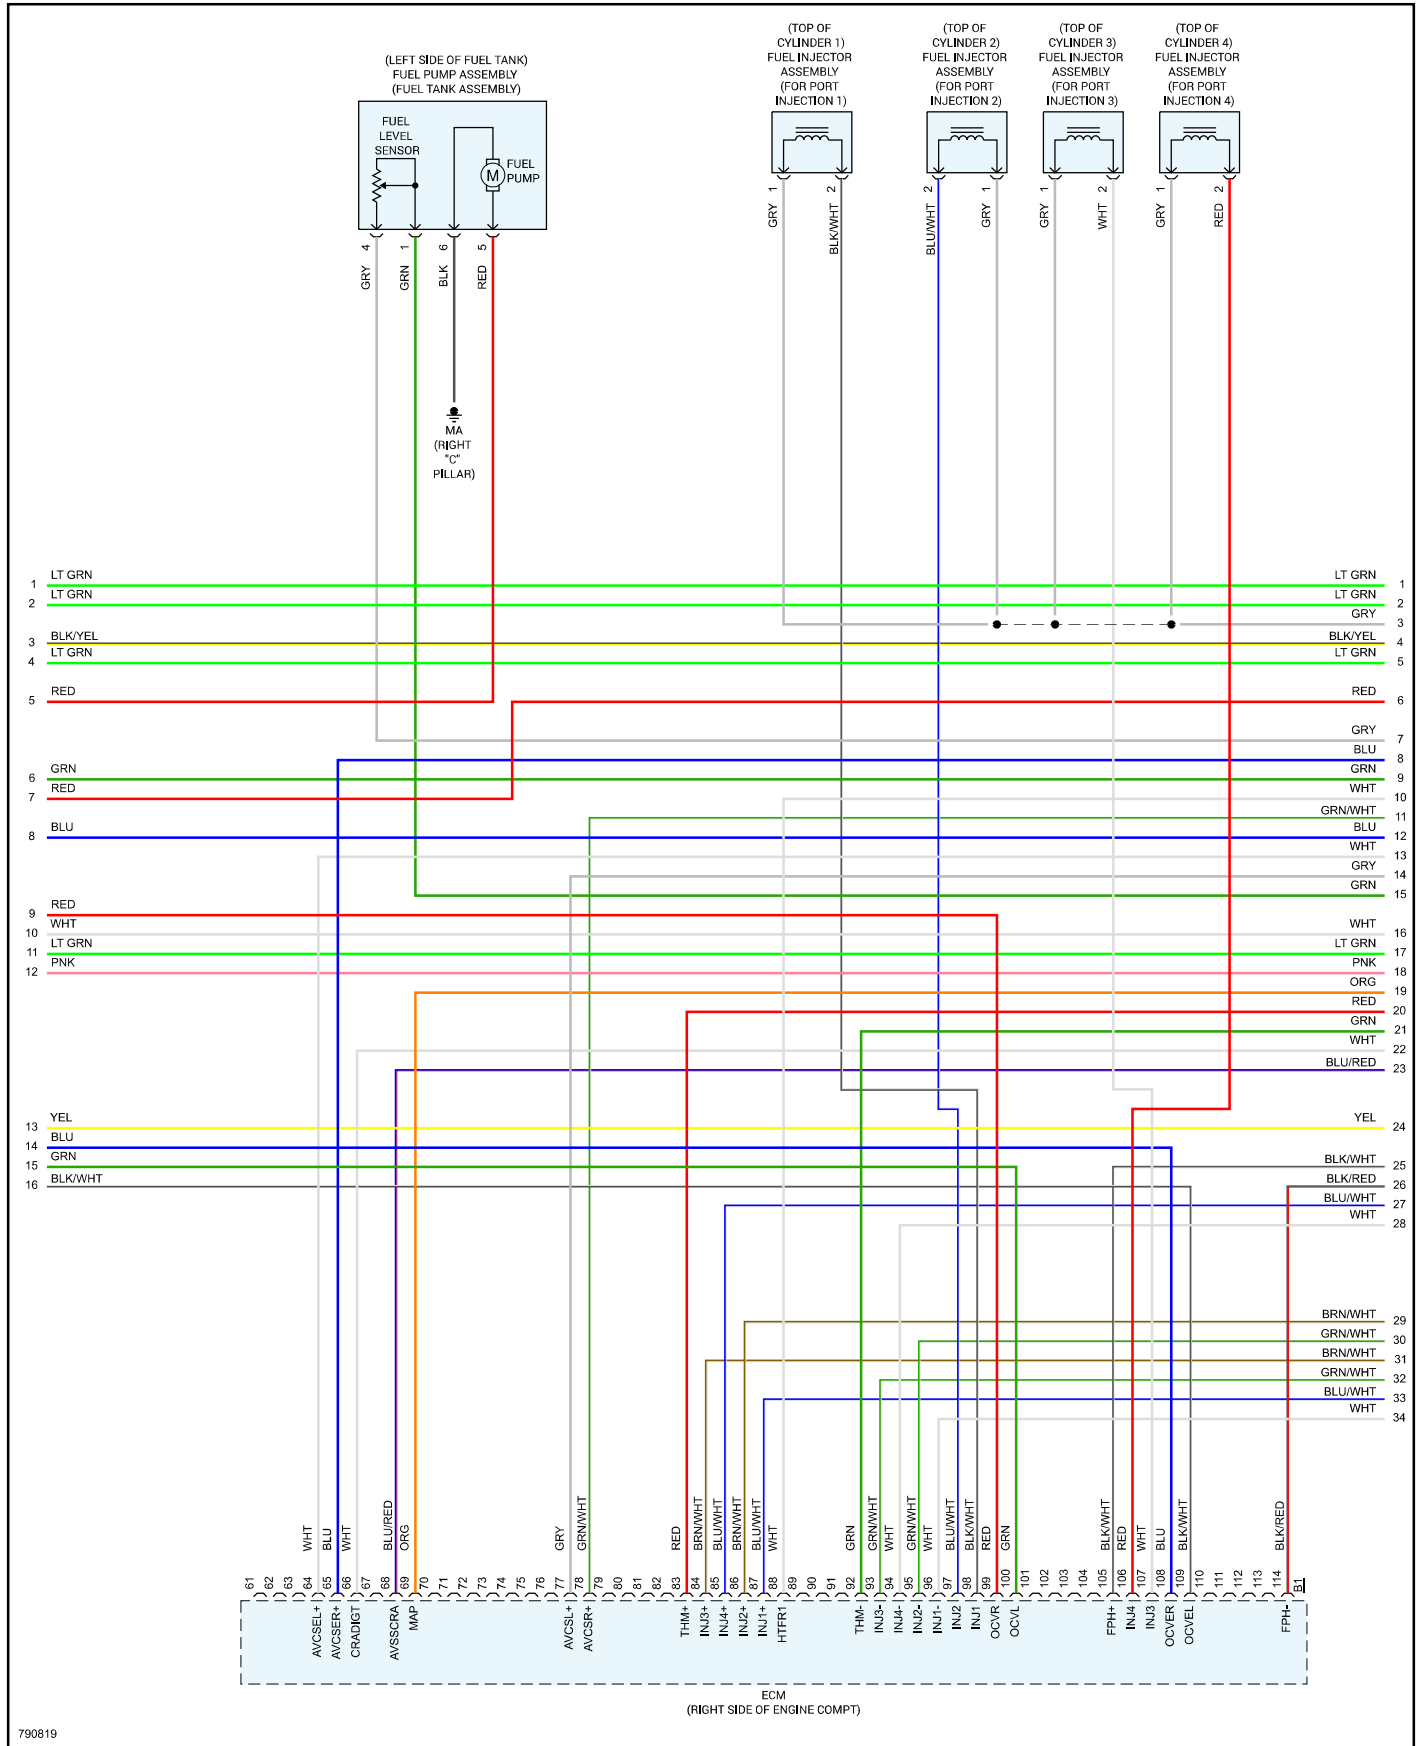 (LEFT SIDE OF FUEL TANK)
FUEL PUMP ASSEMBLY
(FUEL TANK ASSEMBLY)
FUEL
LEVEL
SENSOR
M
FUEL
PUMP
4
1
6
5
GRY
GRN
BLK
RED
MA
(RIGHT
"C"
PILLAR)
(TOP OF
CYLINDER 1)
FUEL INJECTOR
ASSEMBLY
(FOR PORT
INJECTION 1)
1
2
GRY
BLK/WHT
(TOP OF
CYLINDER 2)
FUEL INJECTOR
ASSEMBLY
(FOR PORT
INJECTION 2)
2
1
BLU/WHT
GRY
(TOP OF
CYLINDER 3)
FUEL INJECTOR
ASSEMBLY
(FOR PORT
INJECTION 3)
1
2
GRY
WHT
(TOP OF
CYLINDER 4)
FUEL INJECTOR
ASSEMBLY
(FOR PORT
INJECTION 4)
1
2
GRY
RED
1 LT GRN
2 LT GRN
3 BLK/YEL
4 LT GRN
5 RED
6 GRN
7 RED
8 BLU
9 RED
10 WHT
11 LT GRN
12 PNK
13 YEL
14 BLU
15 GRN
16 BLK/WHT
LT GRN 1
LT GRN 2
GRY 3
BLK/YEL 4
LT GRN 5
RED 6
GRY 7
BLU 8
GRN 9
WHT 10
GRN/WHT 11
BLU 12
WHT 13
GRY 14
GRN 15
WHT 16
LT GRN 17
PNK 18
ORG 19
RED 20
GRN 21
WHT 22
BLU/RED 23
YEL 24
BLK/WHT 25
BLK/RED 26
BLU/WHT 27
WHT 28
BRN/WHT 29
GRN/WHT 30
BRN/WHT 31
GRN/WHT 32
BLU/WHT 33
WHT 34
WHT
BLU
WHT
BLU/RED
ORG
GRY
GRN/WHT
RED
BRN/WHT
BLU/WHT
BRN/WHT
BLU/WHT
WHT
GRN
GRN/WHT
WHT
GRN/WHT
WHT
BLU/WHT
BLK/WHT
RED
GRN
BLK/WHT
RED
WHT
BLU
BLK/WHT
BLK/RED
61
62
63
64
65
66
67
68
69
70
71
72
73
74
75
76
77
78
79
80
81
82
83
84
85
86
87
88
89
90
91
92
93
94
95
96
97
98
99
100
101
102
103
104
105
106
107
108
109
110
111
112
113
114
B1
AVCSEL+
AVCSER+
CRADIGT
AVSSCRA
MAP
AVCSL+
AVCSR+
THM+
INJ3+
INJ4+
INJ2+
INJ1+
HTFR1
THM-
INJ3-
INJ4-
INJ2-
INJ1-
INJ2
INJ1
OCVR
OCVL
FPH+
INJ4
INJ3
OCVER
OCVEL
FPH-
ECM
(RIGHT SIDE OF ENGINE COMPT)
790819